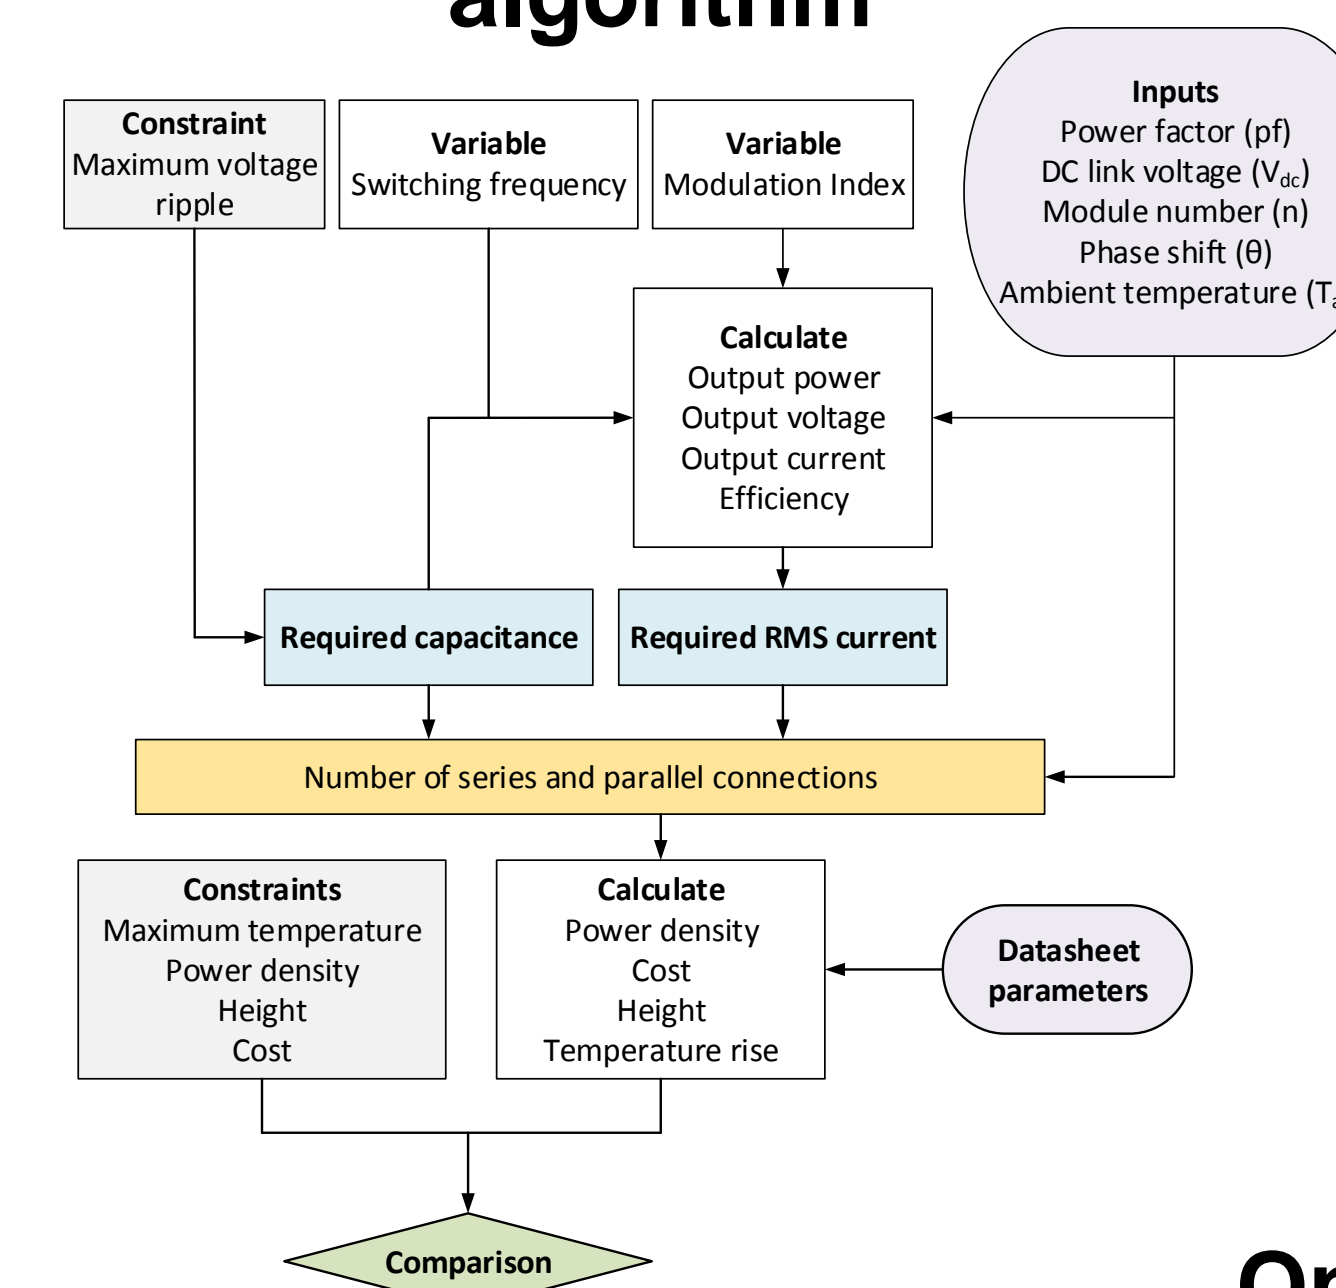 algorithm
Constraint
Maximum voltage
ripple
Variable
Switching frequency
Variable
Modulation Index
Inputs
Power factor (pf)
DC link voltage (Vdc)
Module number (n)
Phase shift (θ)
Ambient temperature (Ta
Calculate
Output power
Output voltage
Output current
Efficiency
Required capacitance
Required RMS current
Number of series and parallel connections
Constraints
Maximum temperature
Power density
Height
Cost
Calculate
Power density
Cost
Height
Temperature rise
Datasheet
parameters
Comparison